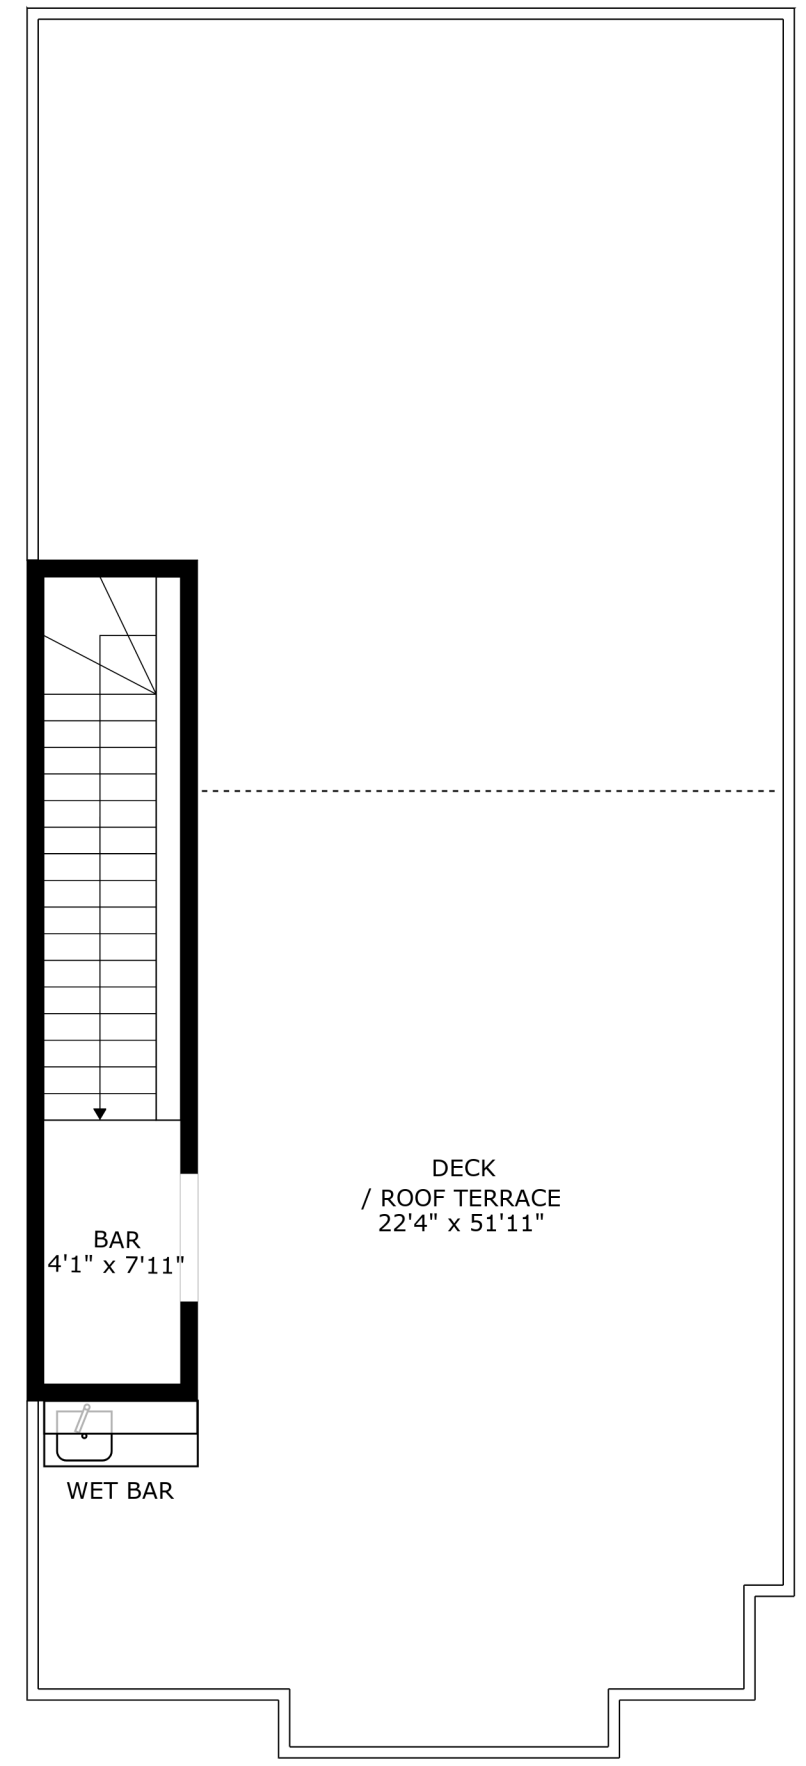 DECK
/ ROOF TERRACE
22'4" x 51'11"
BAR
4'1" x 7'11"
WET BAR